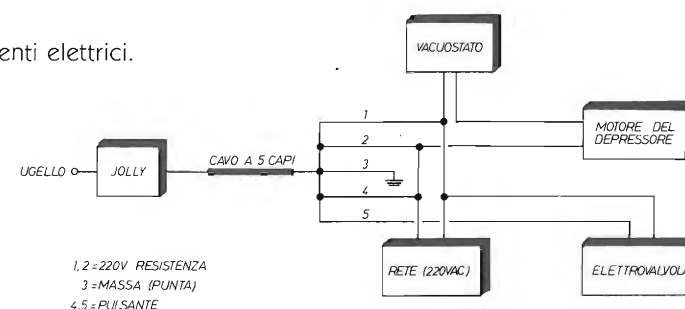 enti elettrici.
VACUOSTATO
1
MOTORE DEL
DEPRESSORE
2
UGELLO
JOLLY
CAVO A 5 CAPI
3
4
5
RETE (220VAC)
ELETTROVALVOLA
1,2 = 220V RESISTENZA
3 = MASSA (PUNTA)
4,5 = PULSANTE